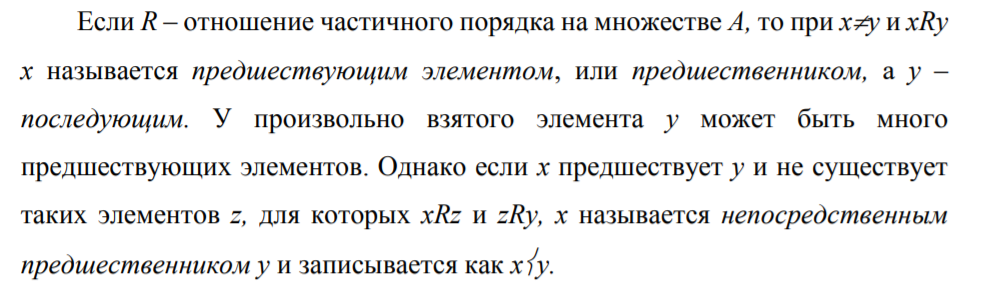 Если R – отношение частичного порядка на множестве A, то при x≠y и xRy
x называется предшествующим элементом, или предшественником, а y –
последующим. У произвольно взятого элемента y может быть много
предшествующих элементов. Однако если x предшествует y и не существует
таких элементов z, для которых xRz и zRy, x называется непосредственным
предшественником y и записывается как x⟨y.